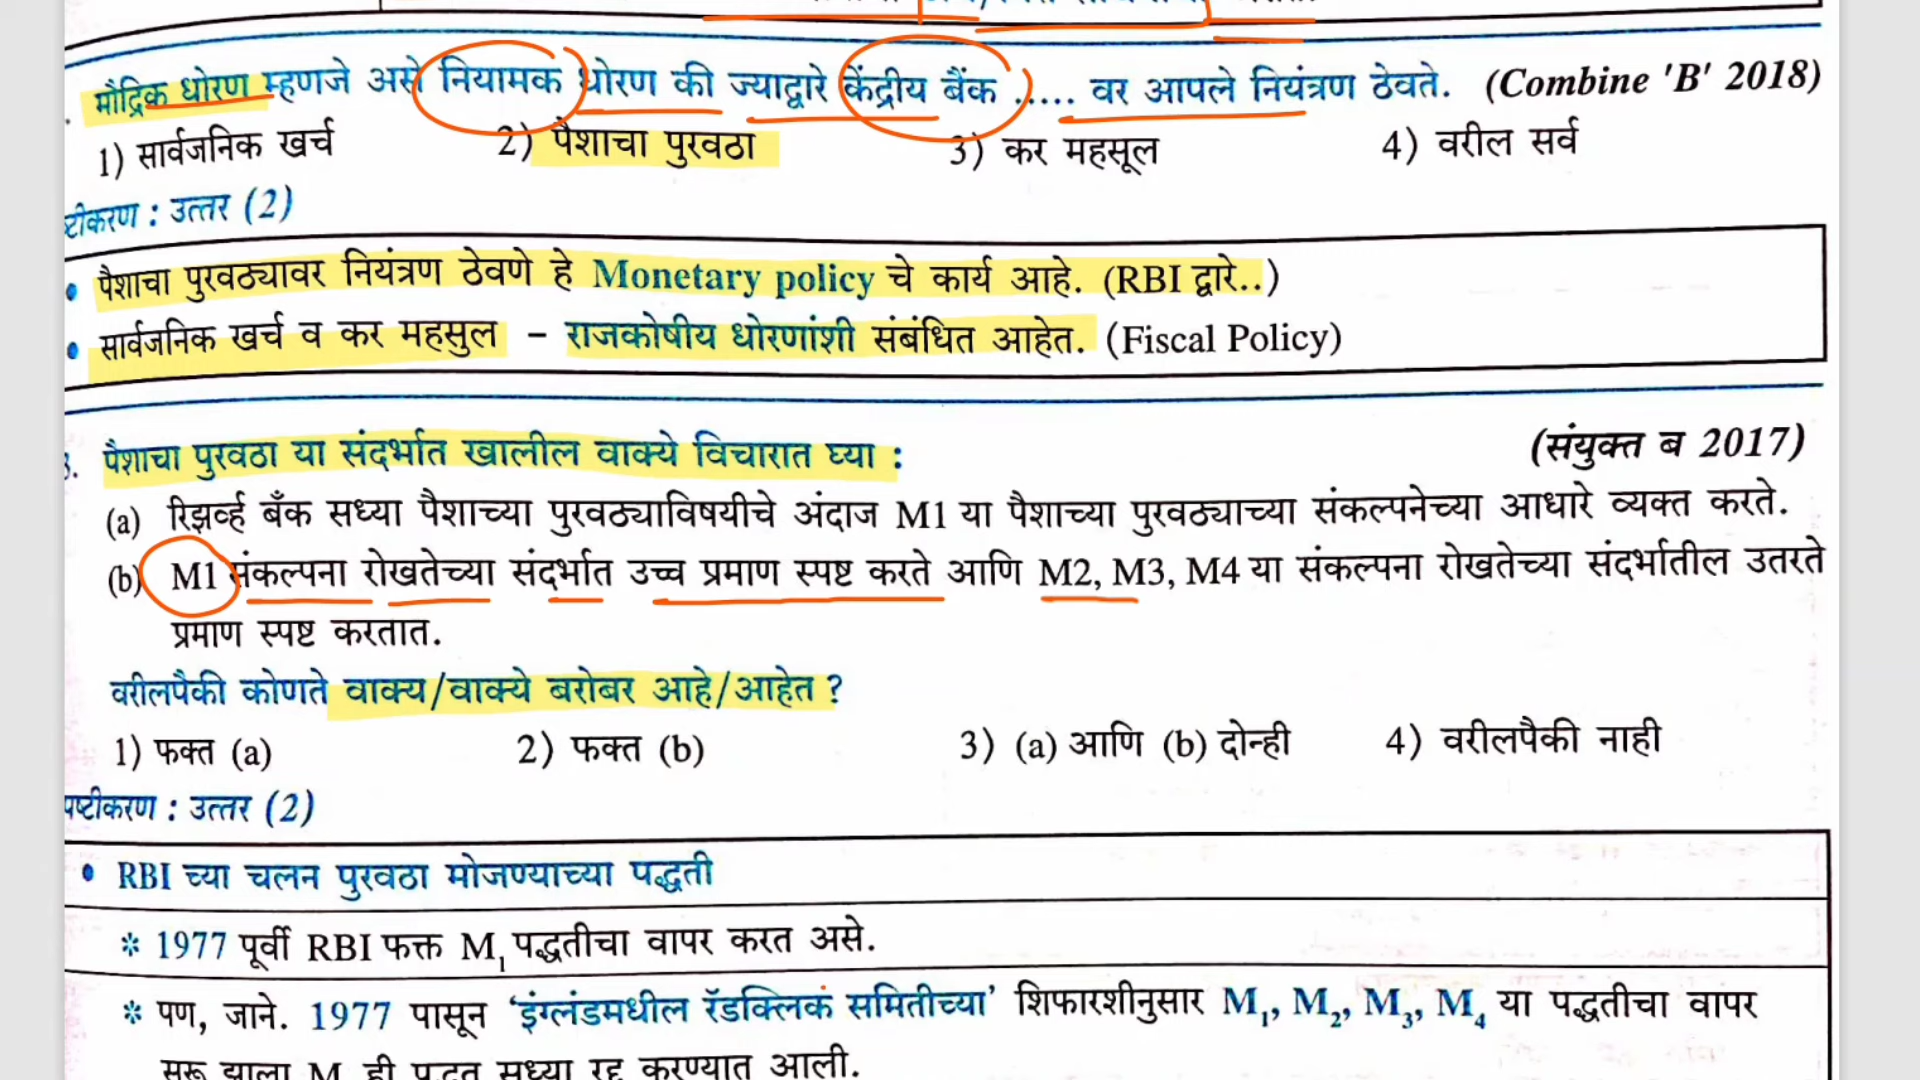 मौद्रिक धोरण म्हणजे असे नियामक धोरण की ज्याद्वारे केंद्रीय बँक ..... वर आपले नियंत्रण ठेवते. (Combine 'B' 2018)
1) सार्वजनिक खर्च 2) पैशाचा पुरवठा 3) कर महसूल 4) वरील सर्व
ष्टीकरण : उत्तर (2)
• पैशाचा पुरवठ्यावर नियंत्रण ठेवणे हे Monetary policy चे कार्य आहे. (RBI द्वारे..)
• सार्वजनिक खर्च व कर महसुल – राजकोषीय धोरणांशी संबंधित आहेत. (Fiscal Policy)
3. पैशाचा पुरवठा या संदर्भात खालील वाक्ये विचारात घ्या : (संयुक्त ब 2017)
(a) रिझर्व्ह बँक सध्या पैशाच्या पुरवठ्याविषयीचे अंदाज M1 या पैशाच्या पुरवठ्याच्या संकल्पनेच्या आधारे व्यक्त करते.
(b) M1 संकल्पना रोखतेच्या संदर्भात उच्च प्रमाण स्पष्ट करते आणि M2, M3, M4 या संकल्पना रोखतेच्या संदर्भातील उतरते
प्रमाण स्पष्ट करतात.
वरीलपैकी कोणते वाक्य/वाक्ये बरोबर आहे/आहेत ?
1) फक्त (a) 2) फक्त (b) 3) (a) आणि (b) दोन्ही 4) वरीलपैकी नाही
पष्टीकरण : उत्तर (2)
• RBI च्या चलन पुरवठा मोजण्याच्या पद्धती
* 1977 पूर्वी RBI फक्त M₁ पद्धतीचा वापर करत असे.
* पण, जाने. 1977 पासून 'इंग्लंडमधील रॅडक्लिकं समितीच्या' शिफारशीनुसार M₁, M₂, M₃, M₄ या पद्धतीचा वापर
सुरू झाला M ही पद्धत सध्या रद्द करण्यात आली.